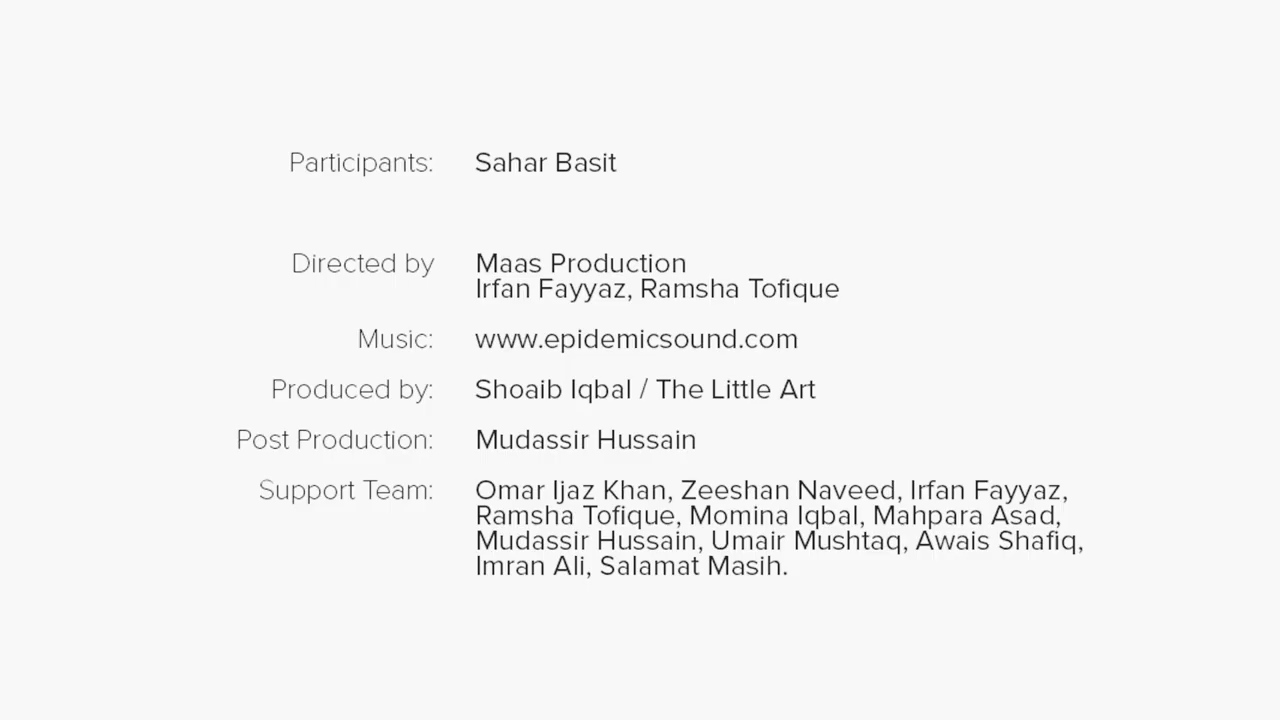 Participants: Sahar Basit
Directed by Maas Production
Irfan Fayyaz, Ramsha Tofique
Music: www.epidemicsound.com
Produced by: Shoaib Iqbal / The Little Art
Post Production: Mudassir Hussain
Support Team: Omar Ijaz Khan, Zeeshan Naveed, Irfan Fayyaz,
Ramsha Tofique, Momina Iqbal, Mahpara Asad,
Mudassir Hussain, Umair Mushtaq, Awais Shafiq,
Imran Ali, Salamat Masih.